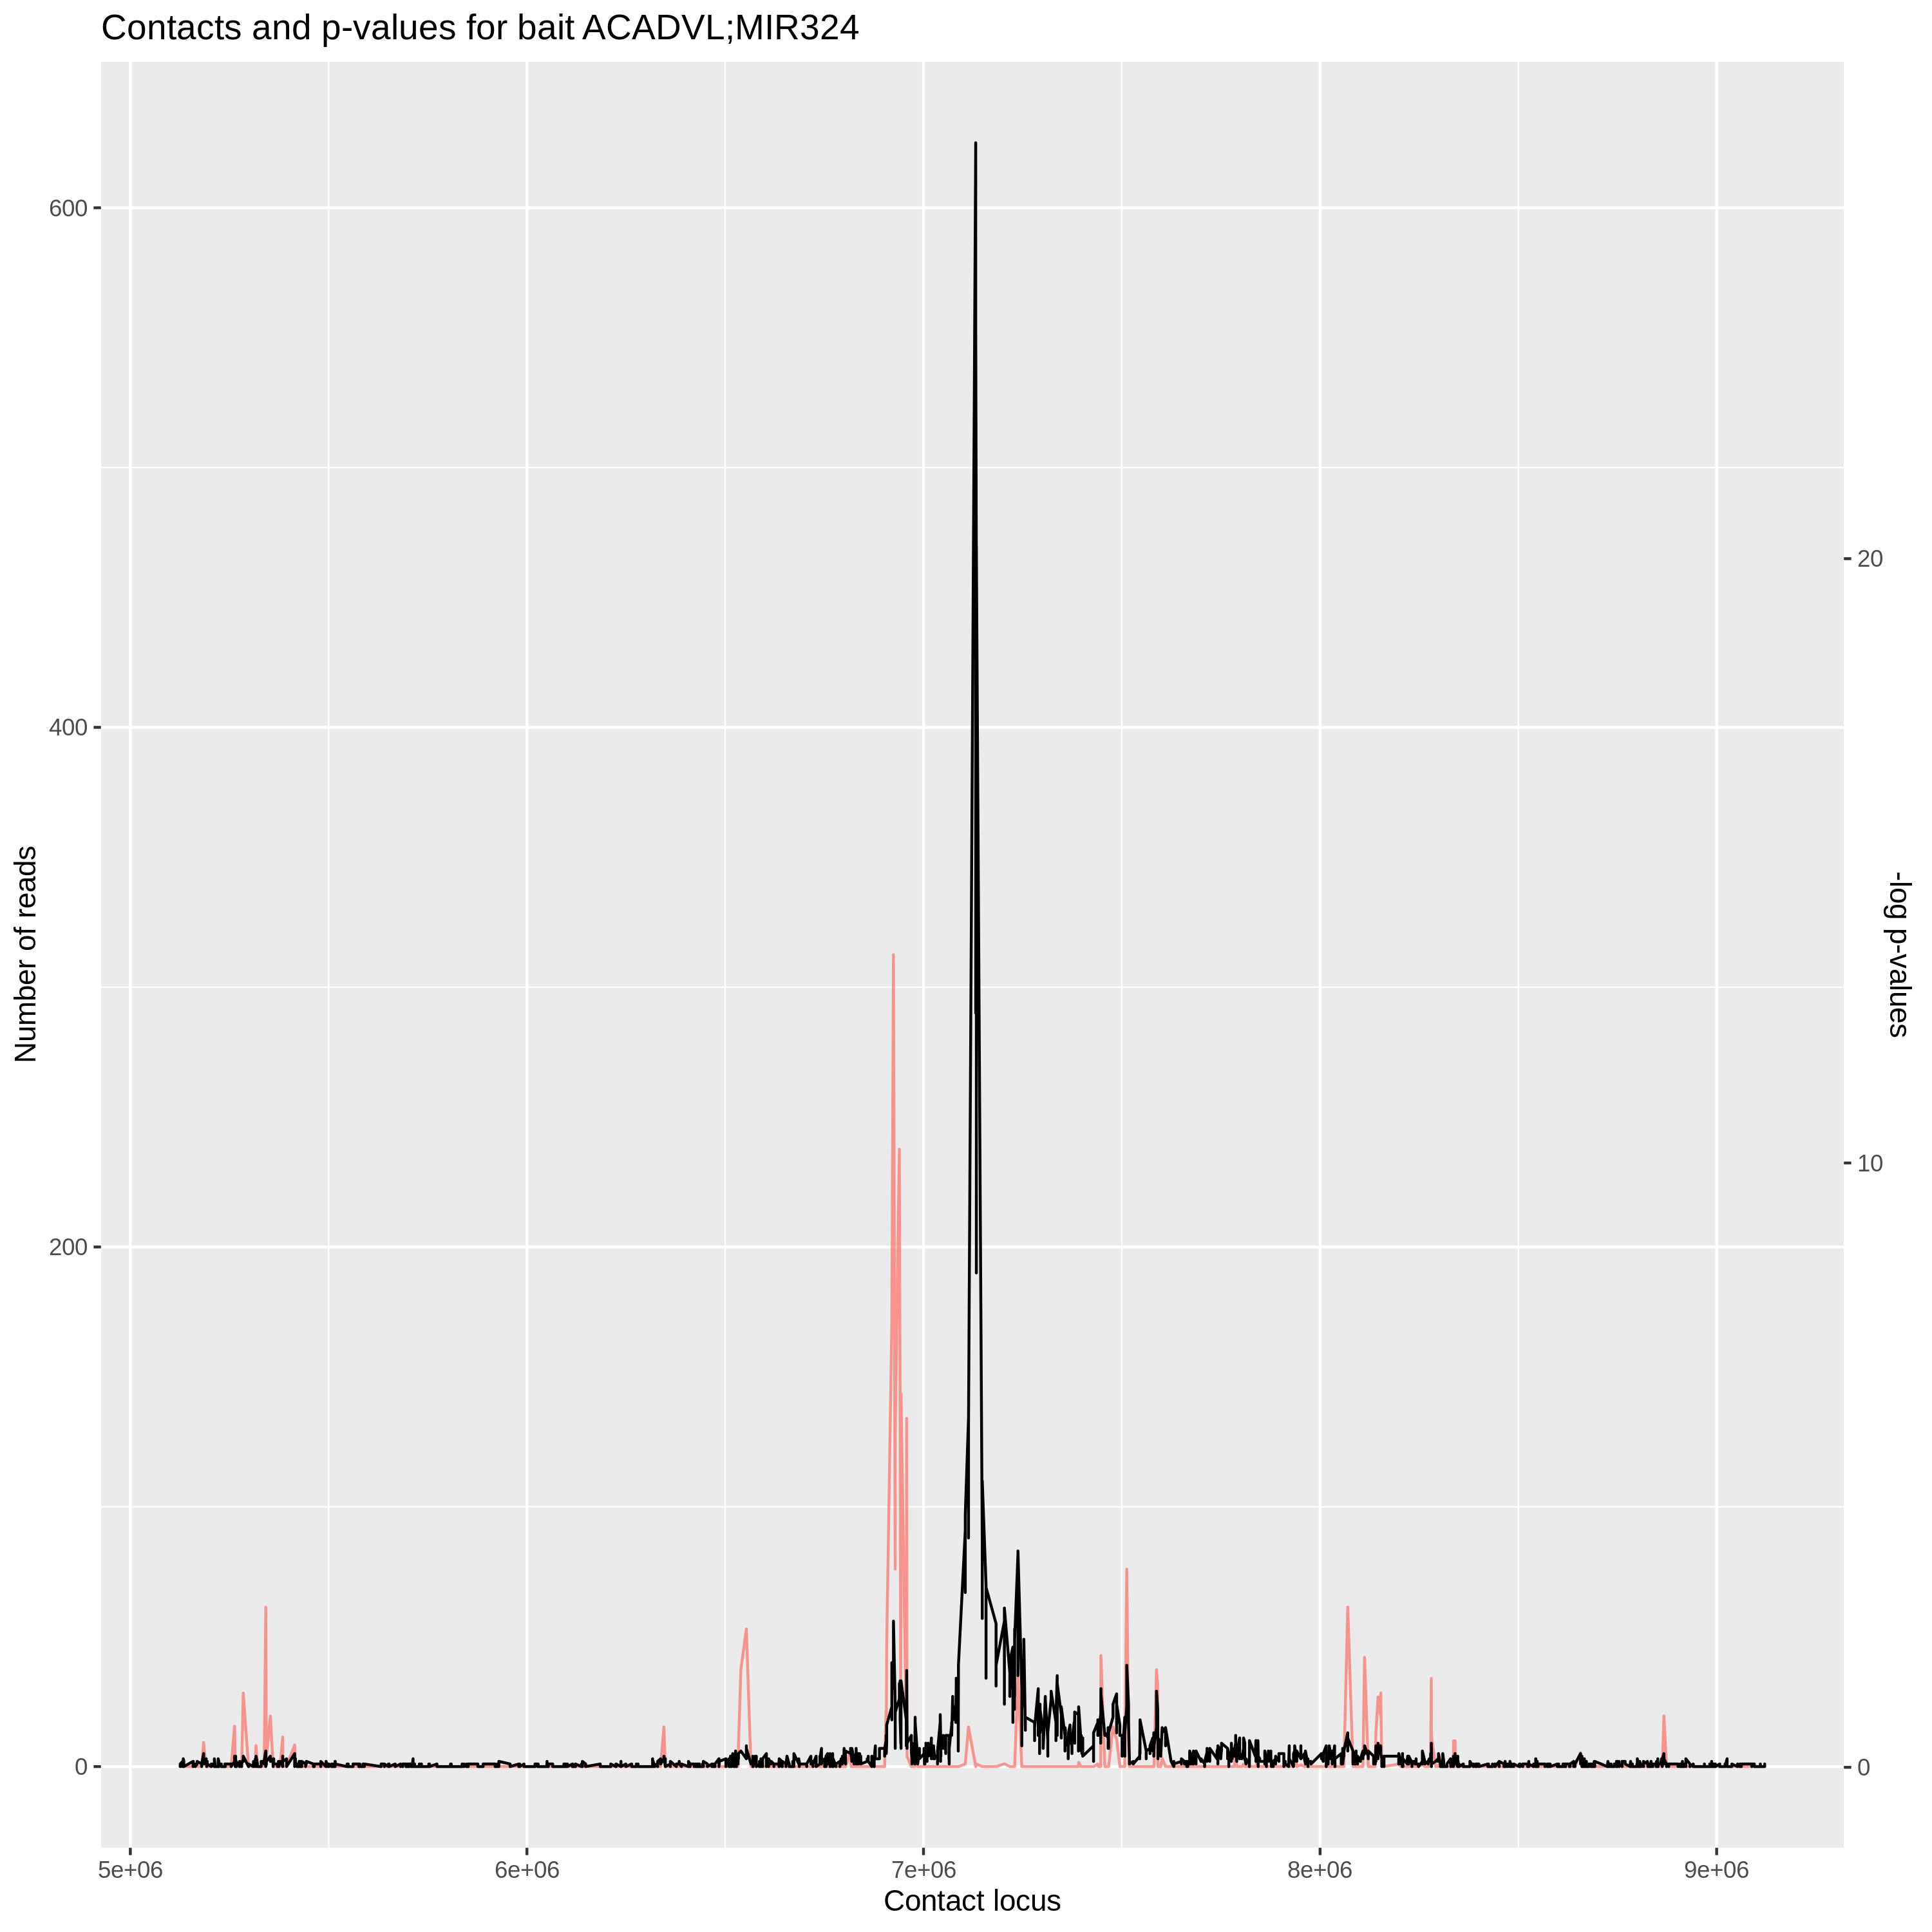 Contacts and p-values for bait ACADVL;MIR324
Number of reads
600
400
200
0
20
10
0
-log p-values
5e+06
6e+06
7e+06
8e+06
9e+06
Contact locus